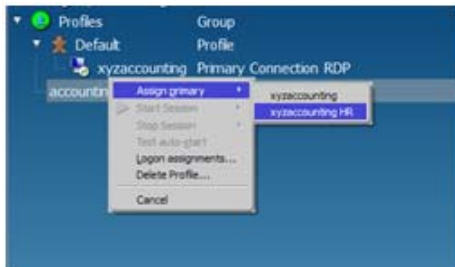 Profiles Group
Default Profile
xyzaccounting Primary Connection RDP
Assign primary
xyzaccounting
xyzaccounting HR
Start Session
Stop Session
Test auto-start
Logon assignments...
Delete Profile...
Cancel